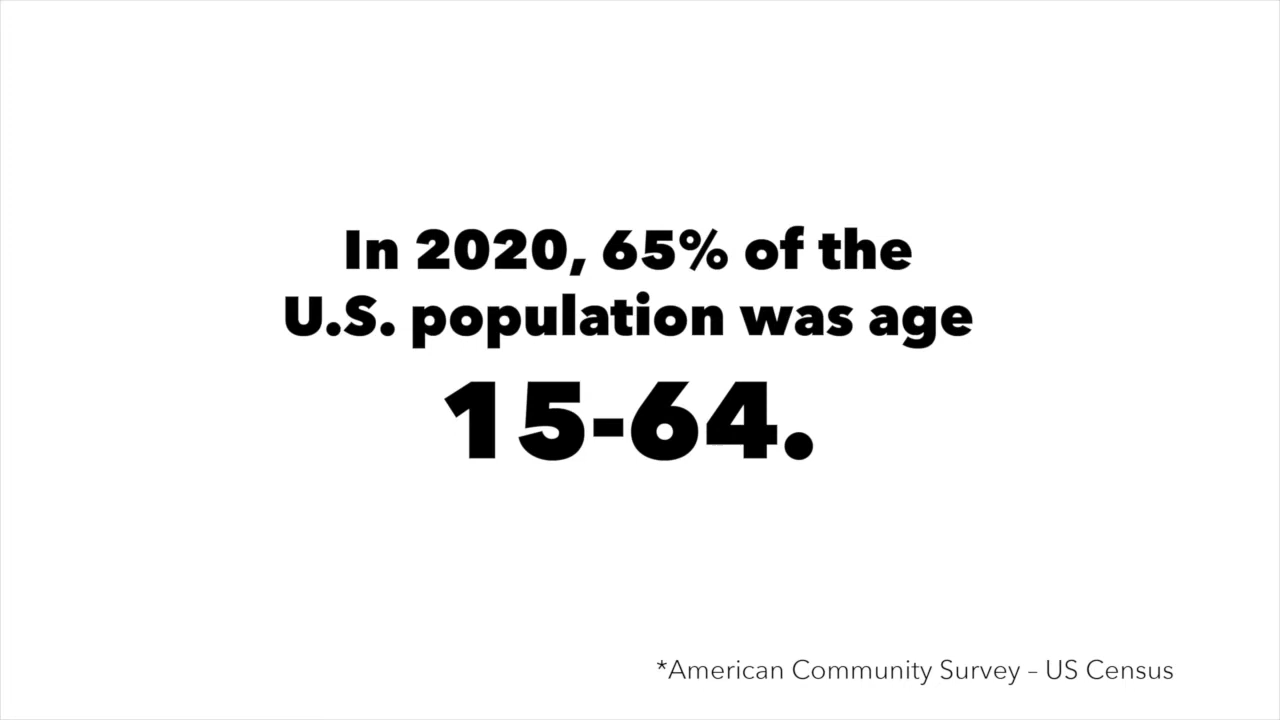 In 2020, 65% of the
U.S. population was age
15-64.
*American Community Survey – US Census